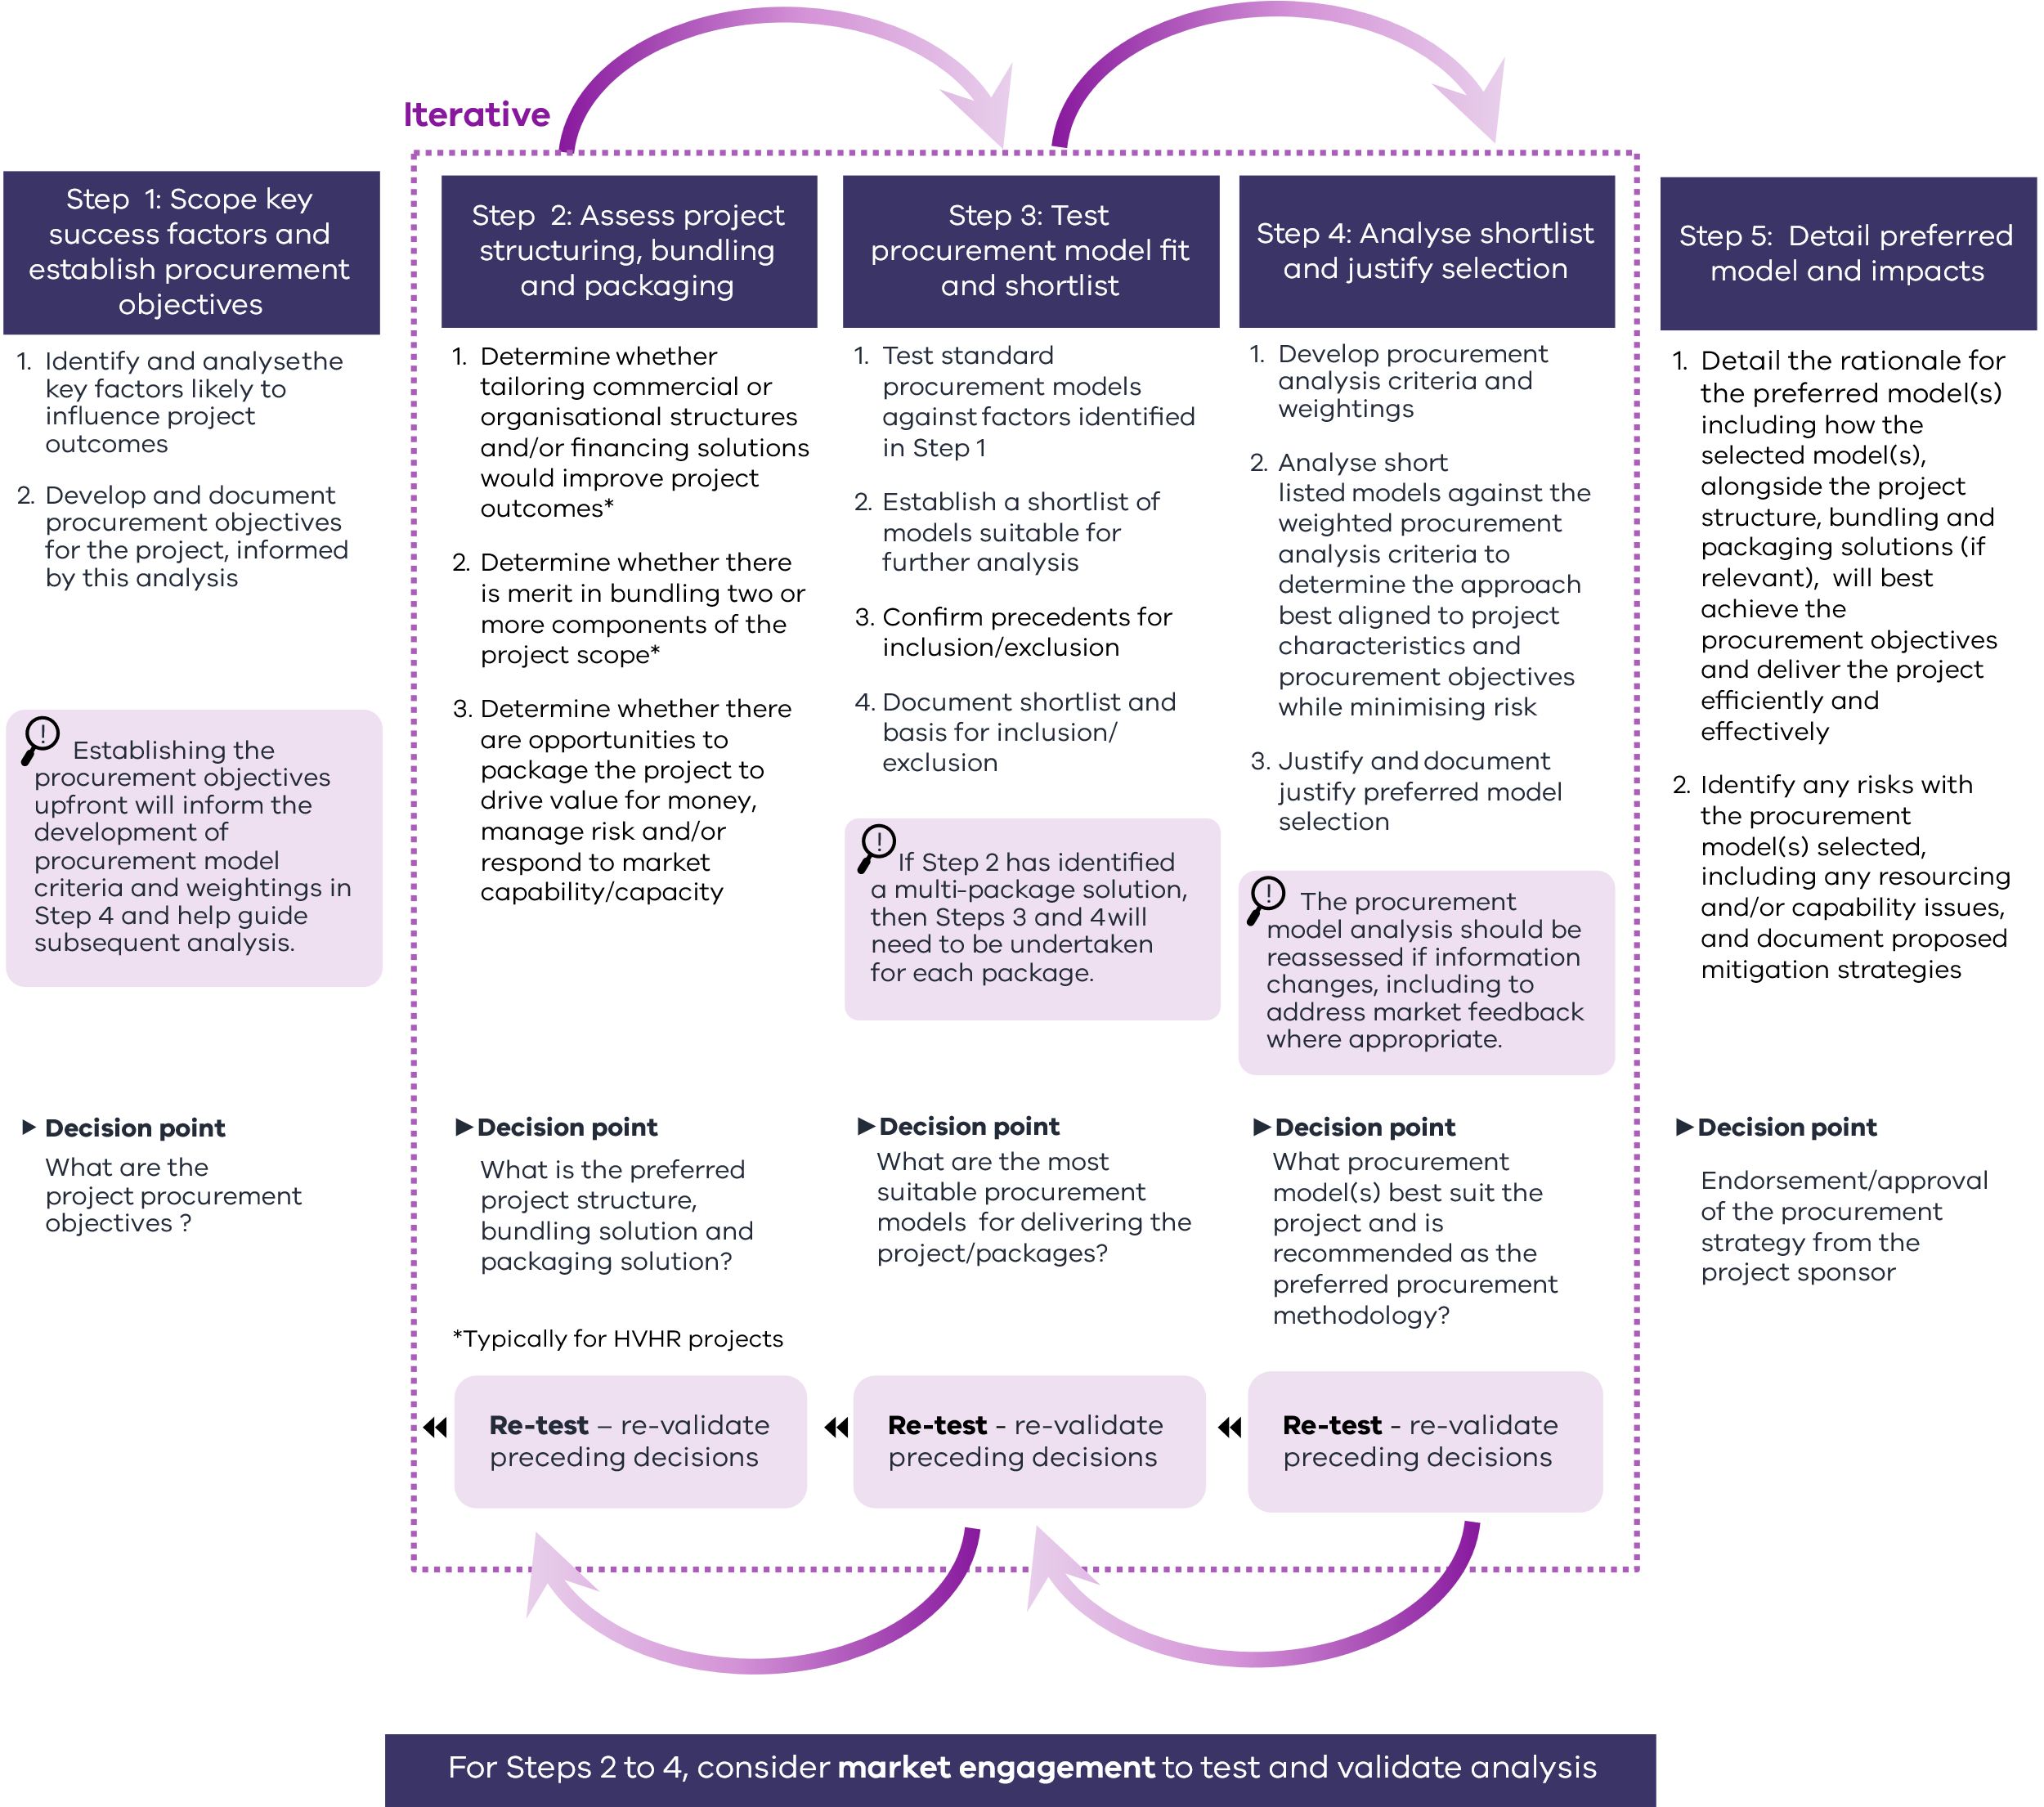 Iterative
Step 1: Scope key
success factors and
establish procurement
objectives
1. Identify and analyse the
key factors likely to
influence project
outcomes
2. Develop and document
procurement objectives
for the project, informed
by this analysis
Establishing the
procurement objectives
upfront will inform the
development of
procurement model
criteria and weightings in
Step 4 and help guide
subsequent analysis.
Decision point
What are the
project procurement
objectives ?
Step 2: Assess project
structuring, bundling
and packaging
1. Determine whether
tailoring commercial or
organisational structures
and/or financing solutions
would improve project
outcomes*
2. Determine whether there
is merit in bundling two or
more components of the
project scope*
3. Determine whether there
are opportunities to
package the project to
drive value for money,
manage risk and/or
respond to market
capability/capacity
Decision point
What is the preferred
project structure,
bundling solution and
packaging solution?
*Typically for HVHR projects
Re-test – re-validate
preceding decisions
Step 3: Test
procurement model fit
and shortlist
1. Test standard
procurement models
against factors identified
in Step 1
2. Establish a shortlist of
models suitable for
further analysis
3. Confirm precedents for
inclusion/exclusion
4. Document shortlist and
basis for inclusion/
exclusion
If Step 2 has identified
a multi-package solution,
then Steps 3 and 4 will
need to be undertaken
for each package.
Decision point
What are the most
suitable procurement
models for delivering the
project/packages?
Re-test - re-validate
preceding decisions
Step 4: Analyse shortlist
and justify selection
1. Develop procurement
analysis criteria and
weightings
2. Analyse short
listed models against the
weighted procurement
analysis criteria to
determine the approach
best aligned to project
characteristics and
procurement objectives
while minimising risk
3. Justify and document
justify preferred model
selection
The procurement
model analysis should be
reassessed if information
changes, including to
address market feedback
where appropriate.
Decision point
What procurement
model(s) best suit the
project and is
recommended as the
preferred procurement
methodology?
Re-test - re-validate
preceding decisions
Step 5: Detail preferred
model and impacts
1. Detail the rationale for
the preferred model(s)
including how the
selected model(s),
alongside the project
structure, bundling and
packaging solutions (if
relevant), will best
achieve the
procurement objectives
and deliver the project
efficiently and
effectively
2. Identify any risks with
the procurement
model(s) selected,
including any resourcing
and/or capability issues,
and document proposed
mitigation strategies
Decision point
Endorsement/approval
of the procurement
strategy from the
project sponsor
For Steps 2 to 4, consider market engagement to test and validate analysis